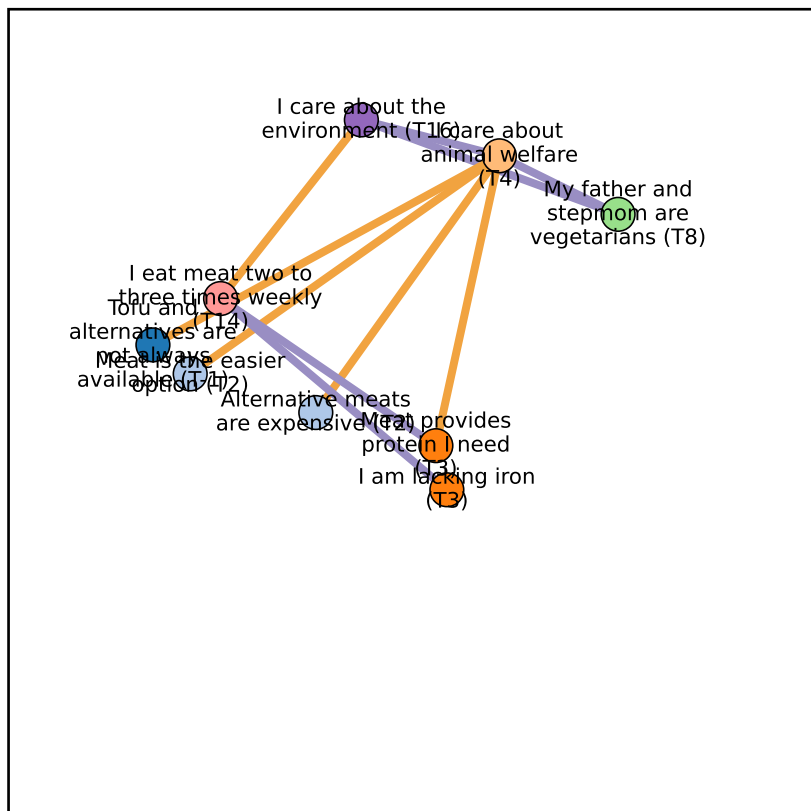 I care about the
environment (T16)
I care about
animal welfare
(T4)
My father and
stepmom are
vegetarians (T8)
I eat meat two to
three times weekly
(T14)
Tofu and
alternatives are
not always
available (T-1)
Meat is the easier
option (T2)
Alternative meats
are expensive (T2)
Meat provides
protein I need
(T3)
I am lacking iron
(T3)